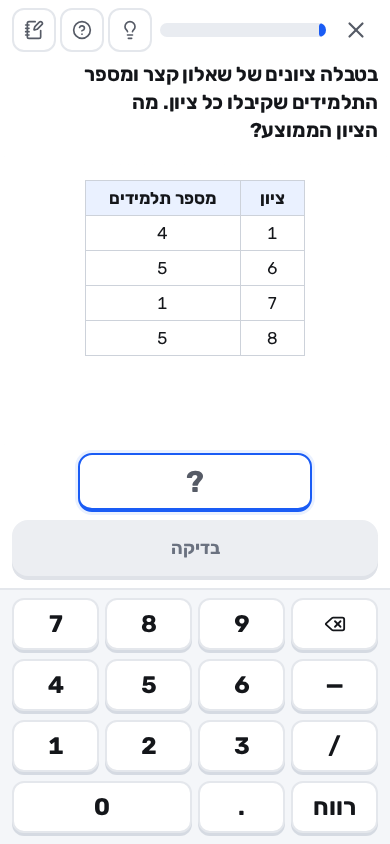 בטבלה ציונים של שאלון קצר ומספר
התלמידים שקיבלו כל ציון. מה
הציון הממוצע?
ציון מספר תלמידים
1 4
6 5
7 1
8 5
?
בדיקה
7 8 9
4 5 6 –
1 2 3 /
0 . רווח